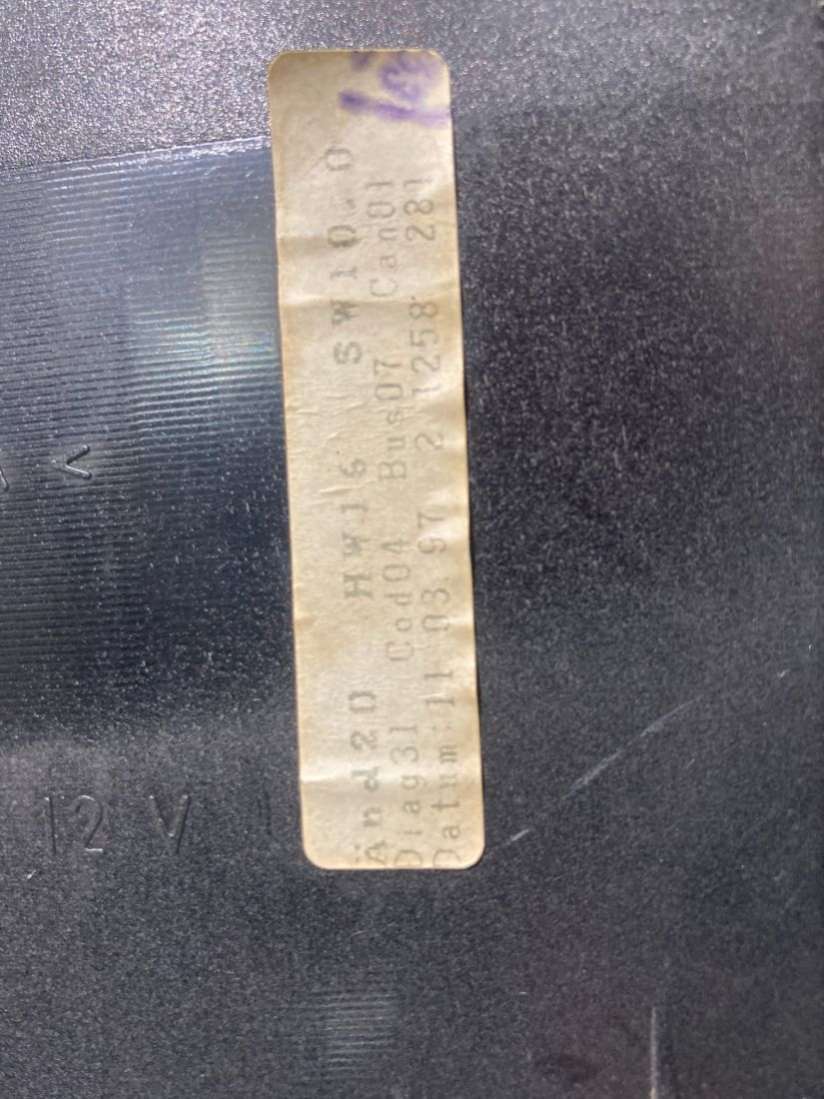 Änd20 HW16 SW10.0
Diag31 Cod04 Bus07 Can01
Datum:11 03 97 2 1258 281
12 V